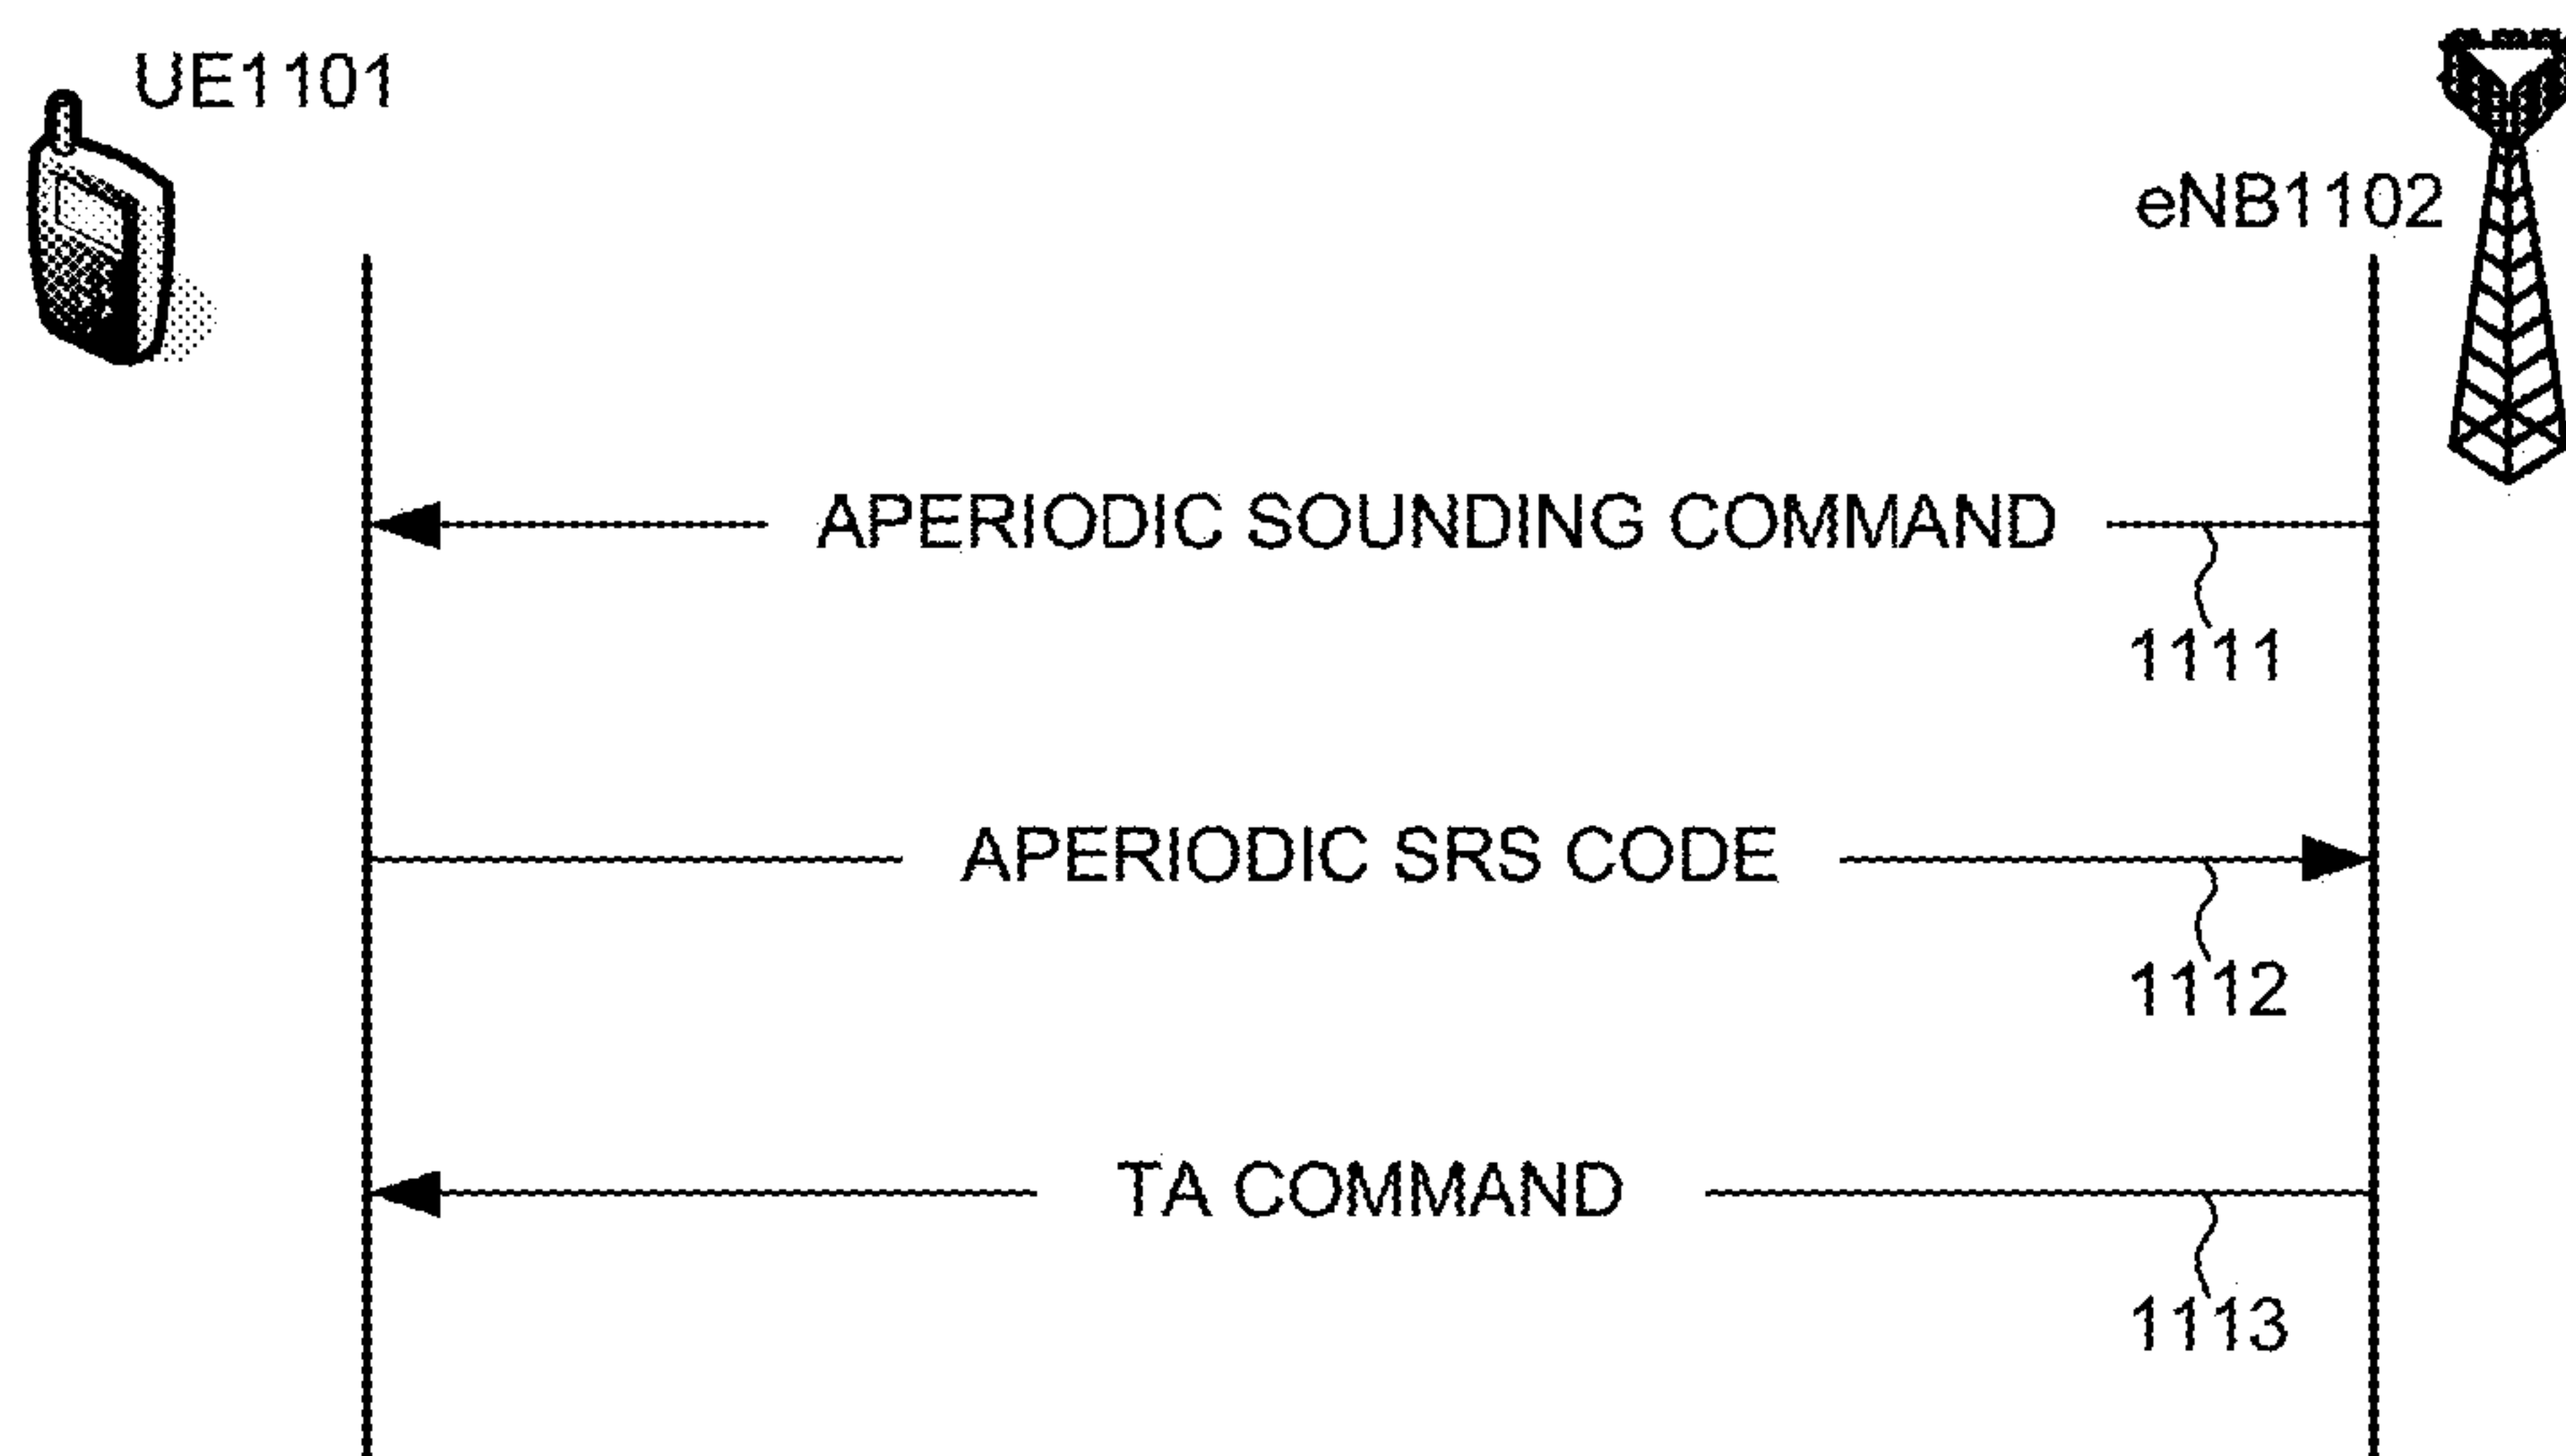 UE1101
eNB1102
APERIODIC SOUNDING COMMAND
1111
APERIODIC SRS CODE
1112
TA COMMAND
1113